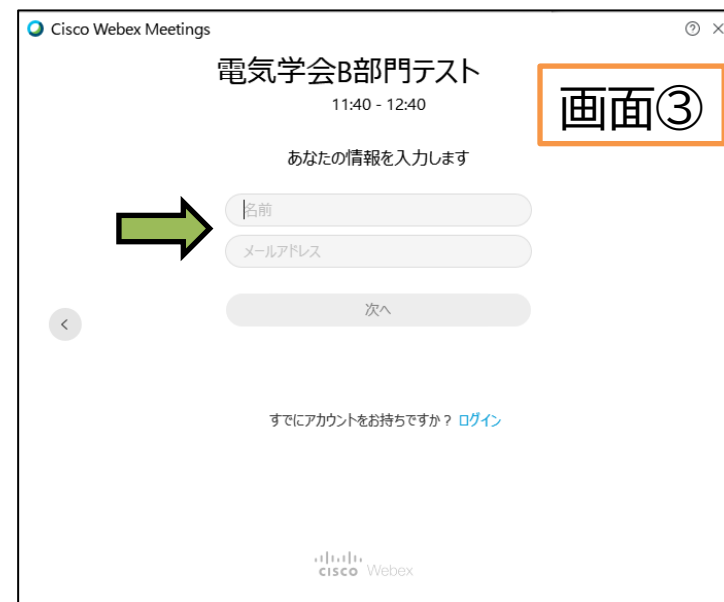 Cisco Webex Meetings
電気学会B部門テスト
11:40 - 12:40
画面③
あなたの情報を入力します
名前
メールアドレス
次へ
すでにアカウントをお持ちですか？ ログイン
cisco Webex